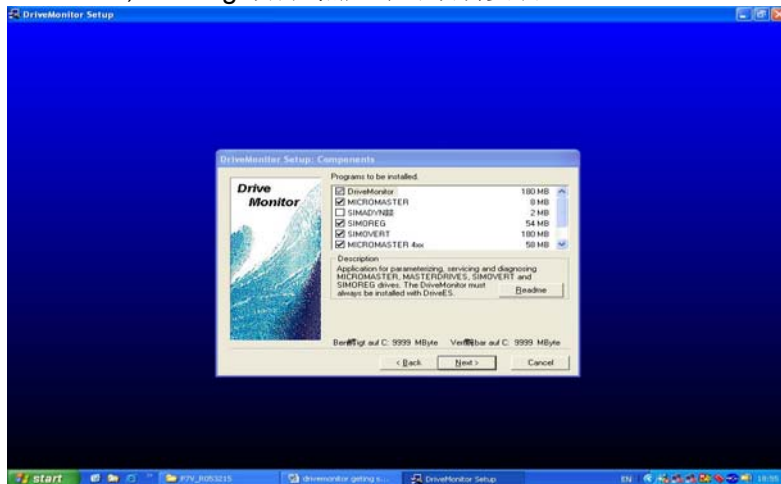 DriveMonitor Setup
DriveMonitor Setup: Components
Drive
Monitor
Programs to be installed.
DriveMonitor 180 MB
MICROMASTER 8 MB
2 MB
SIMOREG 54 MB
SIMOVERT 180 MB
MICROMASTER 4xx 58 MB
Description
Application for parameterizing, servicing and diagnosing
MICROMASTER, MASTERDRIVES, SIMOVERT and
SIMOREG drives. The DriveMonitor must
always be installed with DriveES.
Readme
auf C: 9999 MByte auf C: 9999 MByte
< Back Next > Cancel
start P7V_R053215 drivemonitor geting s... DriveMonitor Setup EN